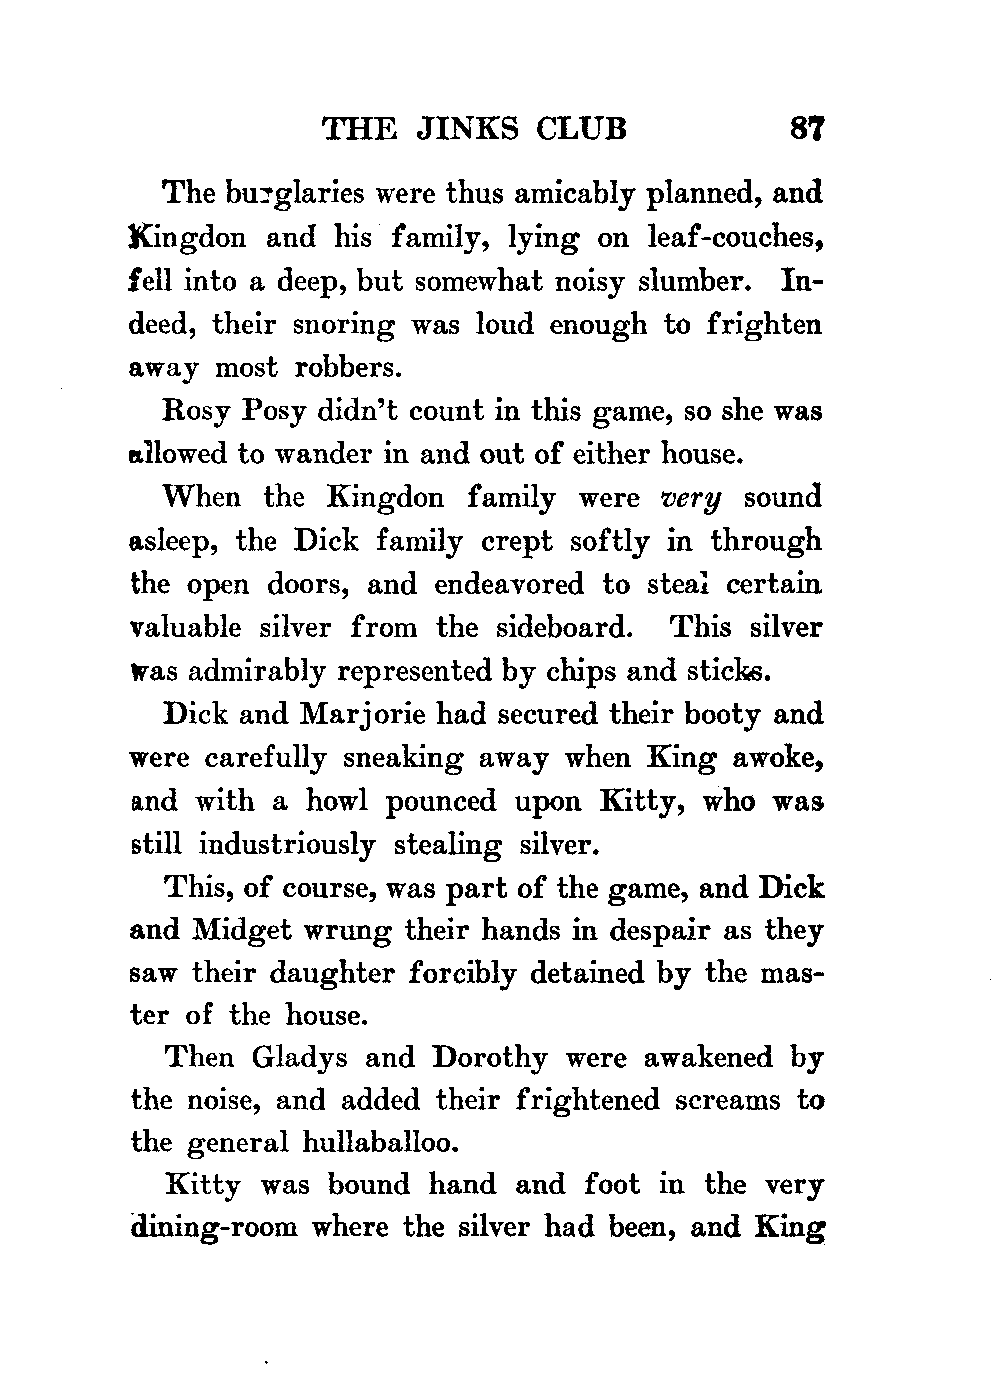 THE JINKS CLUB 87
The burglaries were thus amicably planned, and
Kingdon and his family, lying on leaf-couches,
fell into a deep, but somewhat noisy slumber. In-
deed, their snoring was loud enough to frighten
away most robbers.
Rosy Posy didn't count in this game, so she was
allowed to wander in and out of either house.
When the Kingdon family were very sound
asleep, the Dick family crept softly in through
the open doors, and endeavored to steal certain
valuable silver from the sideboard. This silver
was admirably represented by chips and sticks.
Dick and Marjorie had secured their booty and
were carefully sneaking away when King awoke,
and with a howl pounced upon Kitty, who was
still industriously stealing silver.
This, of course, was part of the game, and Dick
and Midget wrung their hands in despair as they
saw their daughter forcibly detained by the mas-
ter of the house.
Then Gladys and Dorothy were awakened by
the noise, and added their frightened screams to
the general hullaballoo.
Kitty was bound hand and foot in the very
dining-room where the silver had been, and King